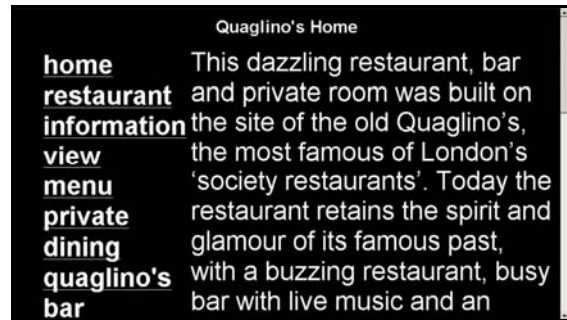 Quaglino's Home
home
restaurant
information
view
menu
private
dining
quaglino's
bar
This dazzling restaurant, bar
and private room was built on
the site of the old Quaglino’s,
the most famous of London’s
‘society restaurants’. Today the
restaurant retains the spirit and
glamour of its famous past,
with a buzzing restaurant, busy
bar with live music and an